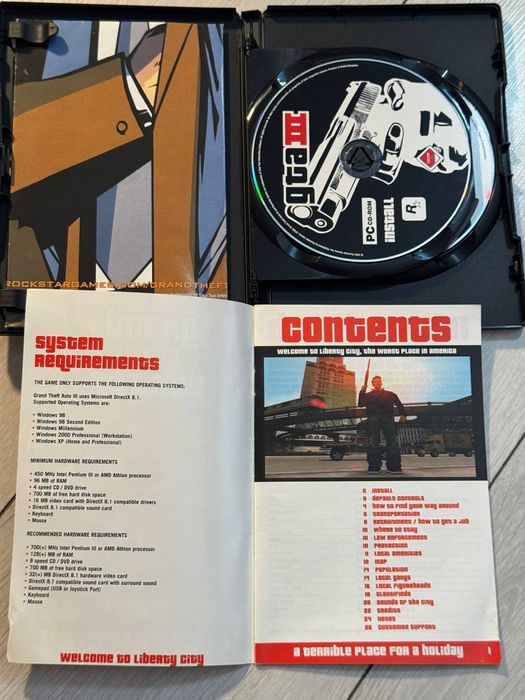 gta III
PC CD-ROM
install
R
ROCKSTARGAMES.COM/GRANDTHEFT
System
Requirements
THE GAME ONLY SUPPORTS THE FOLLOWING OPERATING SYSTEMS:
Grand Theft Auto III uses Microsoft DirectX 8.1.
Supported Operating Systems are:
• Windows 98
• Windows 98 Second Edition
• Windows Millennium
• Windows 2000 Professional (Workstation)
• Windows XP (Home and Professional)
MINIMUM HARDWARE REQUIREMENTS
• 450 MHz Intel Pentium III or AMD Athlon processor
• 96 MB of RAM
• 4 speed CD / DVD drive
• 700 MB of free hard disk space
• 16 MB video card with DirectX 8.1 compatible drivers
• DirectX 8.1 compatible sound card
• Keyboard
• Mouse
RECOMMENDED HARDWARE REQUIREMENTS
• 700(+) MHz Intel Pentium III or AMD Athlon processor
• 128(+) MB of RAM
• 8 speed CD / DVD drive
• 700 MB of free hard disk space
• 32(+) MB DirectX 8.1 hardware video card
• DirectX 8.1 compatible sound card with surround sound
• Gamepad (USB or Joystick Port)
• Keyboard
• Mouse
Welcome to Liberty City
Contents
Welcome to Liberty City, the worst place in america
2 install
3 default controls
4 how to find your way around
6 transportation
8 Recruitment / how to get a job
10 Where to stay
10 Law enforcement
10 Protection
11 Local amenities
12 Map
14 Population
14 Local gangs
16 Local figureheads
18 Classifieds
20 Sounds of the City
22 Credits
24 Notes
26 Customer Support
a terrible place for a holiday
1